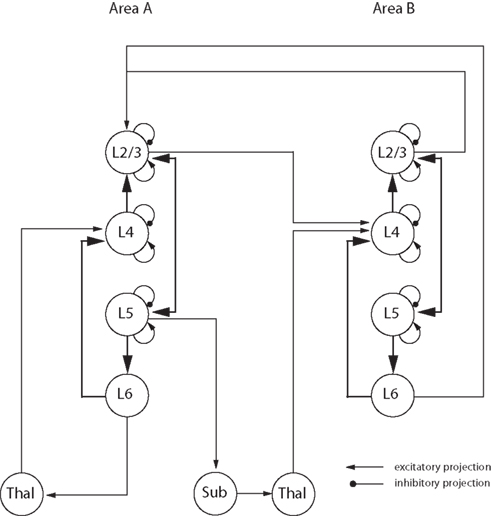 Area A Area B
L2/3 L2/3
L4 L4
L5 L5
L6 L6
excitatory projection
inhibitory projection
Thal Sub Thal